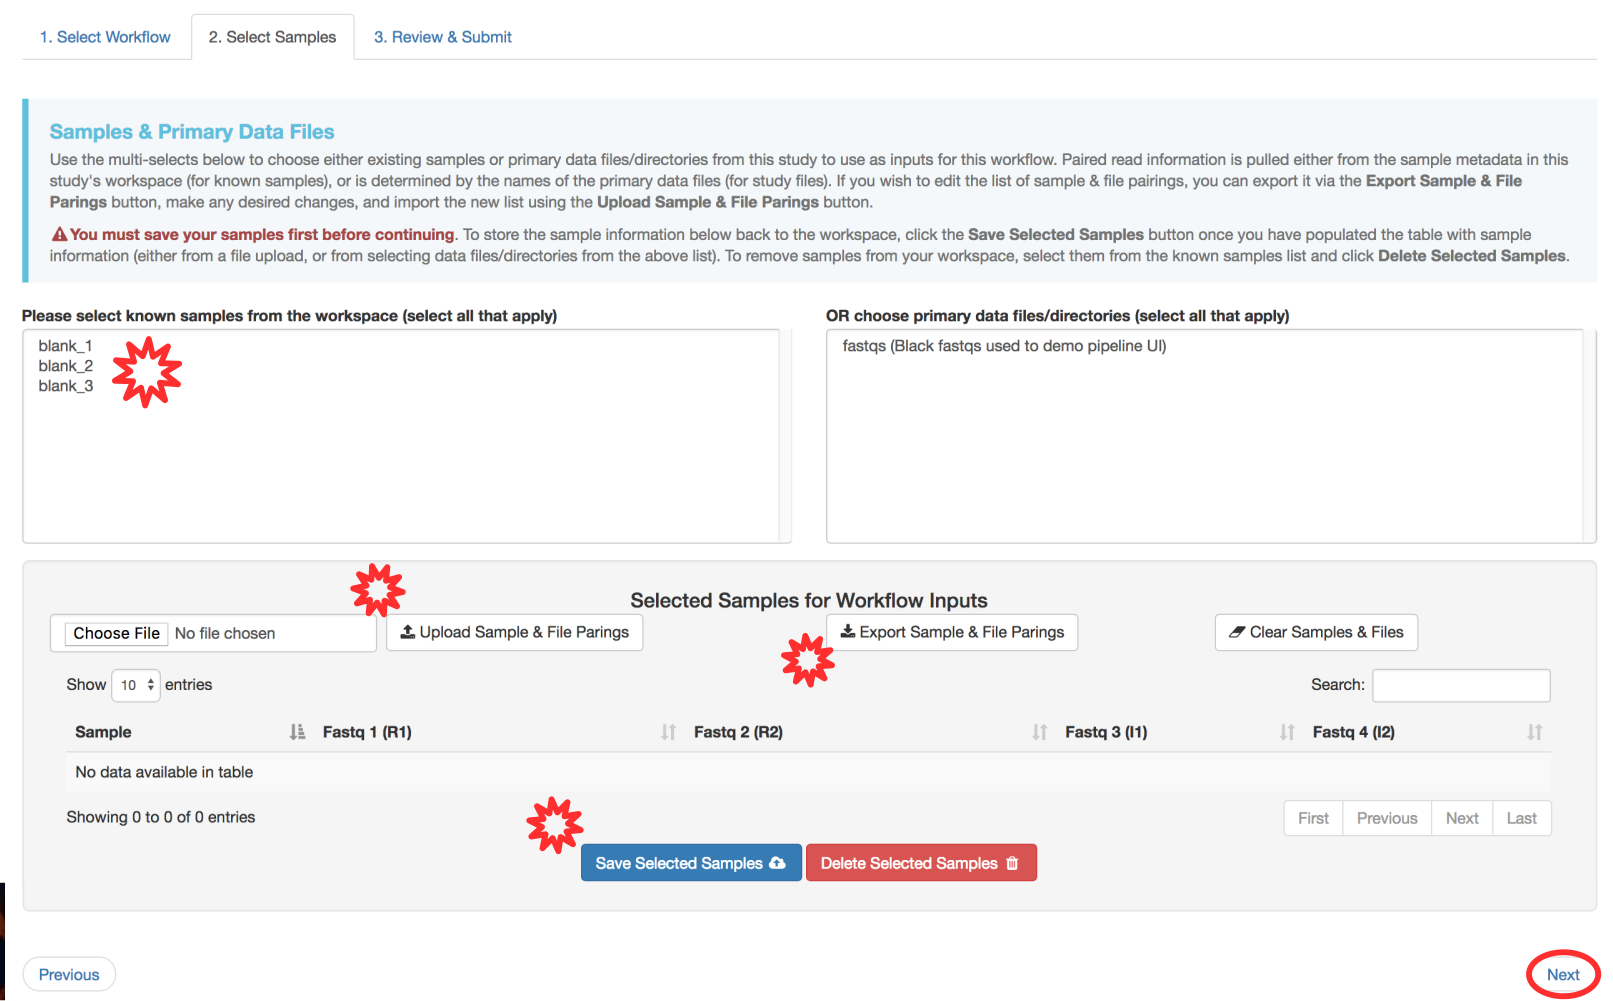 1. Select Workflow
2. Select Samples
3. Review & Submit
Samples & Primary Data Files
Use the multi-selects below to choose either existing samples or primary data files/directories from this study to use as inputs for this workflow. Paired read information is pulled either from the sample metadata in this
study's workspace (for known samples), or is determined by the names of the primary data files (for study files). If you wish to edit the list of sample & file pairings, you can export it via the Export Sample & File
Parings button, make any desired changes, and import the new list using the Upload Sample & File Parings button.
You must save your samples first before continuing. To store the sample information below back to the workspace, click the Save Selected Samples button once you have populated the table with sample
information (either from a file upload, or from selecting data files/directories from the above list). To remove samples from your workspace, select them from the known samples list and click Delete Selected Samples.
Please select known samples from the workspace (select all that apply)
blank_1
blank_2
blank_3
OR choose primary data files/directories (select all that apply)
fastqs (Black fastqs used to demo pipeline UI)
Selected Samples for Workflow Inputs
Choose File No file chosen
Upload Sample & File Parings
Export Sample & File Parings
Clear Samples & Files
Show 10 entries
Search:
Sample
Fastq 1 (R1)
Fastq 2 (R2)
Fastq 3 (I1)
Fastq 4 (I2)
No data available in table
Showing 0 to 0 of 0 entries
First
Previous
Next
Last
Save Selected Samples
Delete Selected Samples
Previous
Next